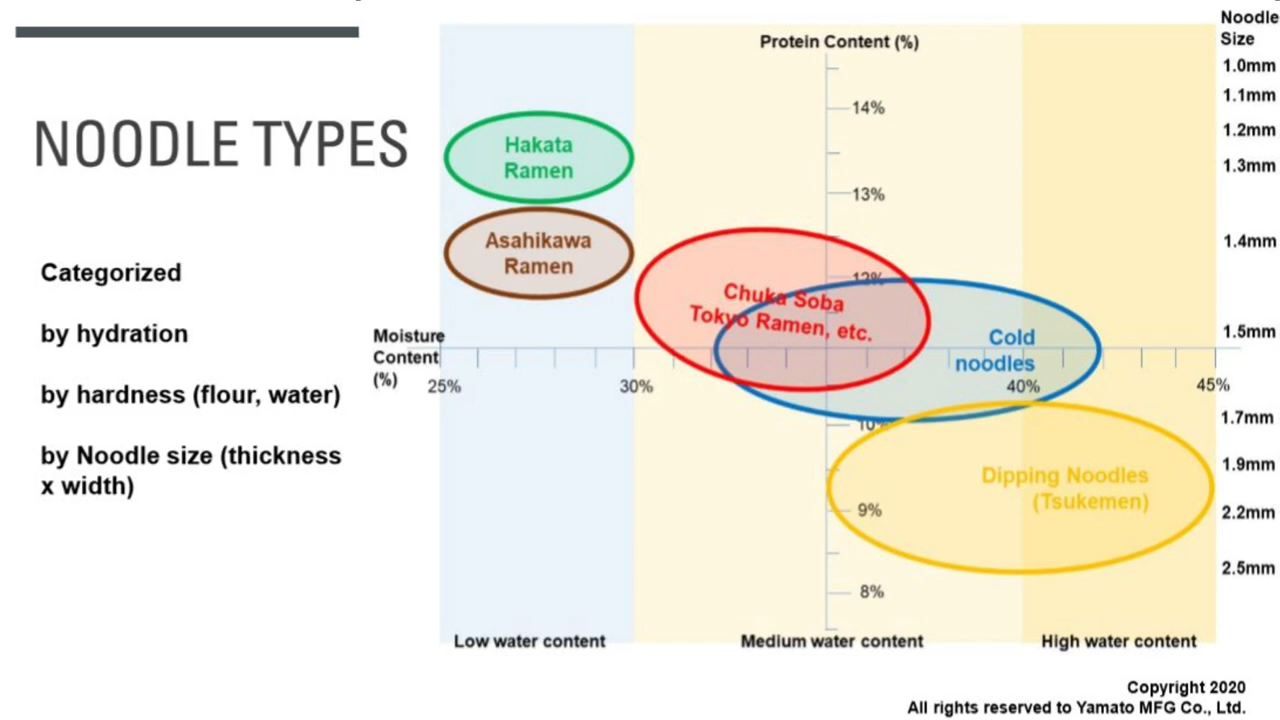 NOODLE TYPES
Categorized
by hydration
by hardness (flour, water)
by Noodle size (thickness
x width)
Protein Content (%)
14%
13%
12%
10%
9%
8%
Hakata
Ramen
Asahikawa
Ramen
Chuka Soba
Tokyo Ramen, etc.
Cold
noodles
Dipping Noodles
(Tsukemen)
Moisture
Content
(%)
25%
30%
40%
45%
Low water content
Medium water content
High water content
Noodle
Size
1.0mm
1.1mm
1.2mm
1.3mm
1.4mm
1.5mm
1.7mm
1.9mm
2.2mm
2.5mm
Copyright 2020
All rights reserved to Yamato MFG Co., Ltd.